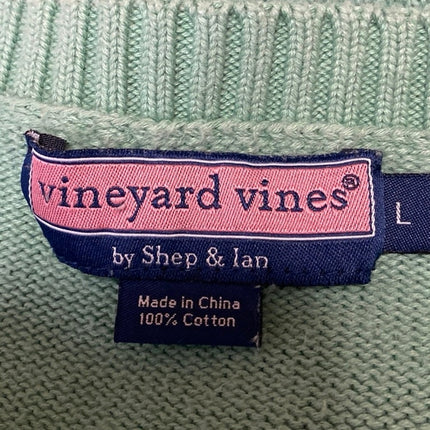 vineyard vines®
by Shep & Ian
L
Made in China
100% Cotton